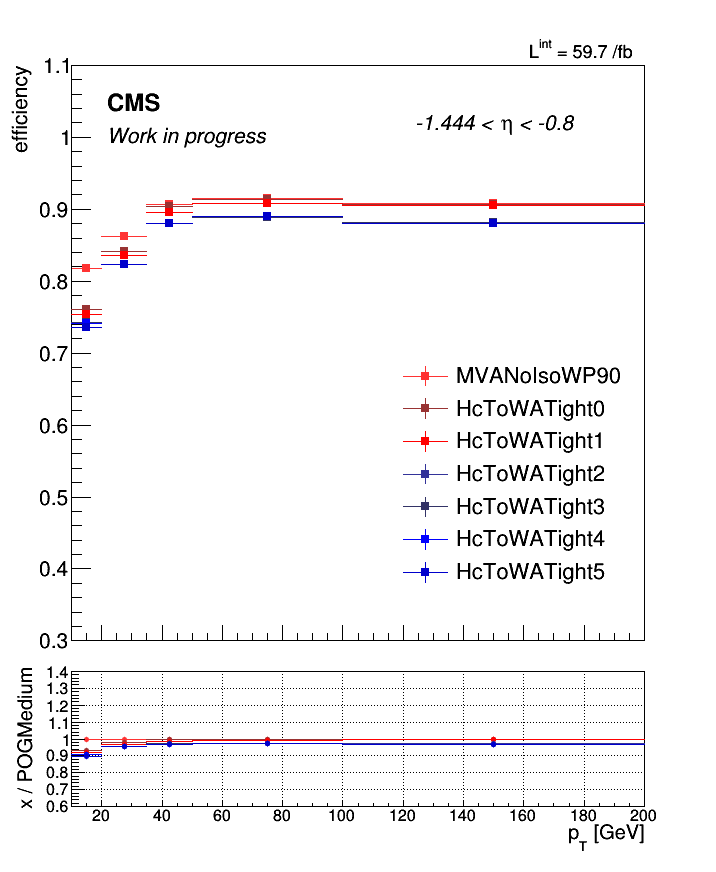 L^int = 59.7 /fb
efficiency
1.1
CMS
Work in progress
-1.444 < η < -0.8
1
0.9
0.8
0.7
0.6
0.5
0.4
0.3
MVANoIsoWP90
HcToWATight0
HcToWATight1
HcToWATight2
HcToWATight3
HcToWATight4
HcToWATight5
x / POGMedium
1.4
1.3
1.2
1.1
1
0.9
0.8
0.7
0.6
20 40 60 80 100 120 140 160 180 200
p_T [GeV]